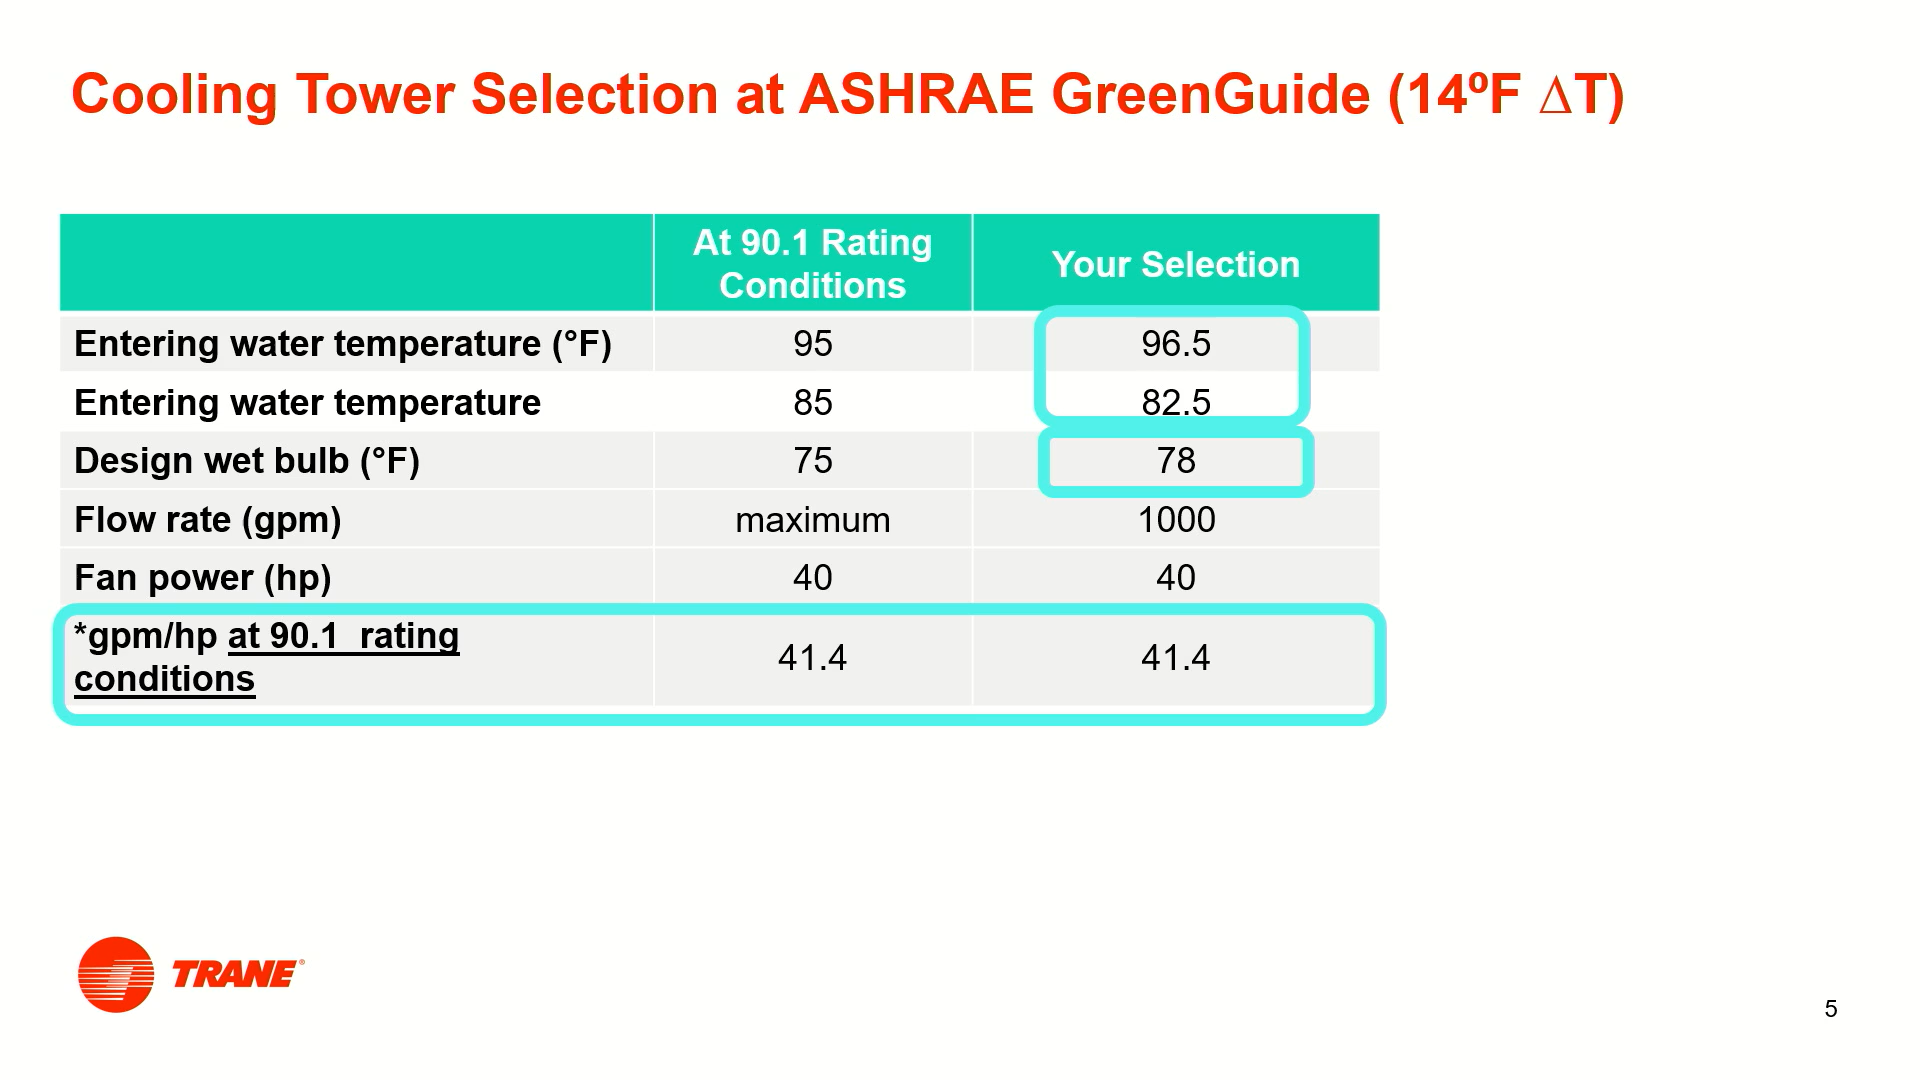 Cooling Tower Selection at ASHRAE GreenGuide (14ºF ∆T)
At 90.1 Rating
Conditions
Your Selection
Entering water temperature (°F) 95 96.5
Entering water temperature 85 82.5
Design wet bulb (°F) 75 78
Flow rate (gpm) maximum 1000
Fan power (hp) 40 40
*gpm/hp at 90.1 rating
conditions 41.4 41.4
TRANE®
5